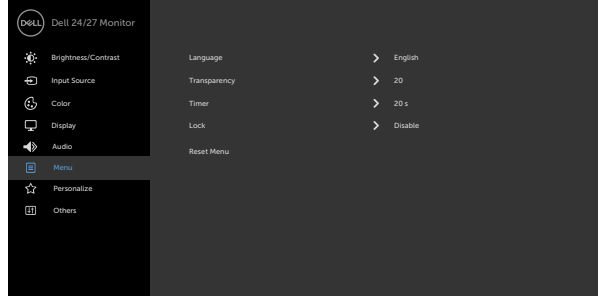 DELL Dell 24/27 Monitor
Brightness/Contrast
Input Source
Color
Display
Audio
Menu
Personalize
Others
Language English
Transparency 20
Timer 20 s
Lock Disable
Reset Menu